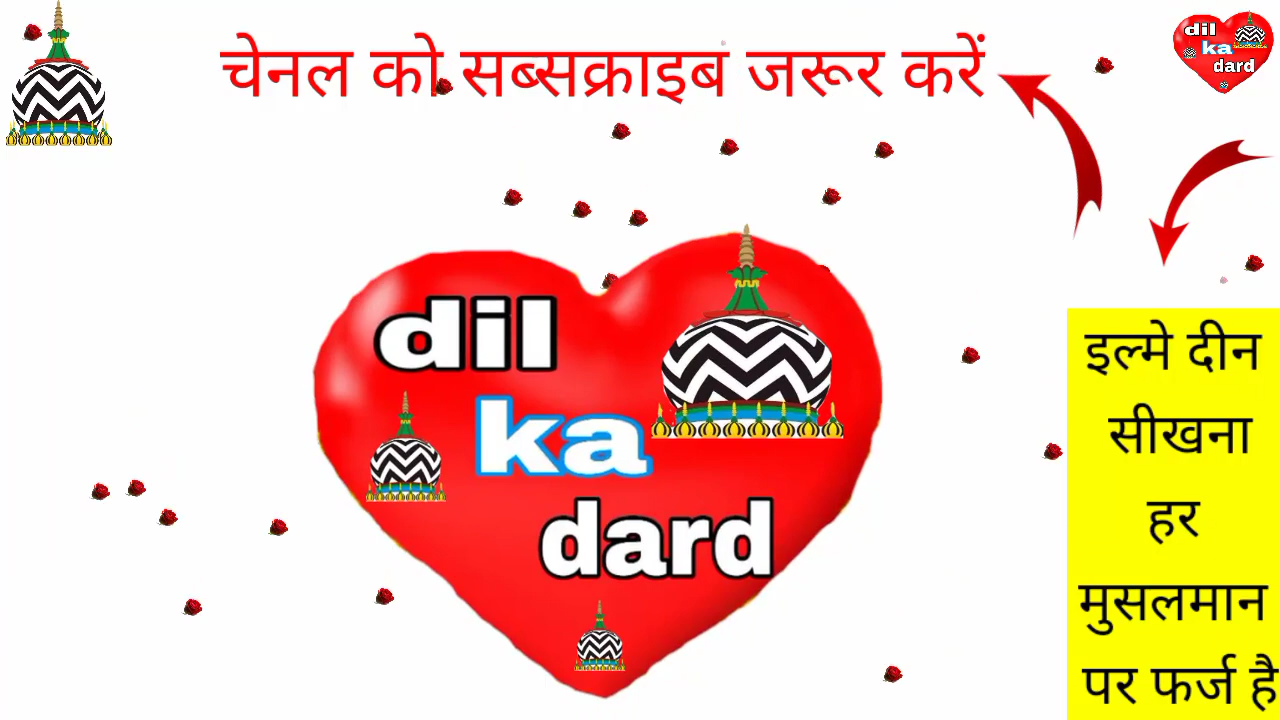 चेनल को सब्सक्राइब जरूर करें
dil
ka
dard
dil
ka
dard
इल्मे दीन
सीखना
हर
मुसलमान
पर फर्ज है